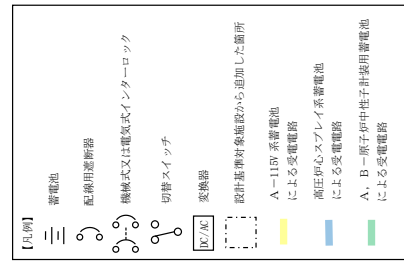 【凡例】
蓄電池
配線用遮断器
機械式又は電気式インターロック
切替スイッチ
DC/AC
変換器
設計基準対象施設から追加した箇所
A－115V系蓄電池
による受電電路
高圧炉心スプレイ系蓄電池
による受電電路
A，B－原子炉中性子計装用蓄電池
による受電電路